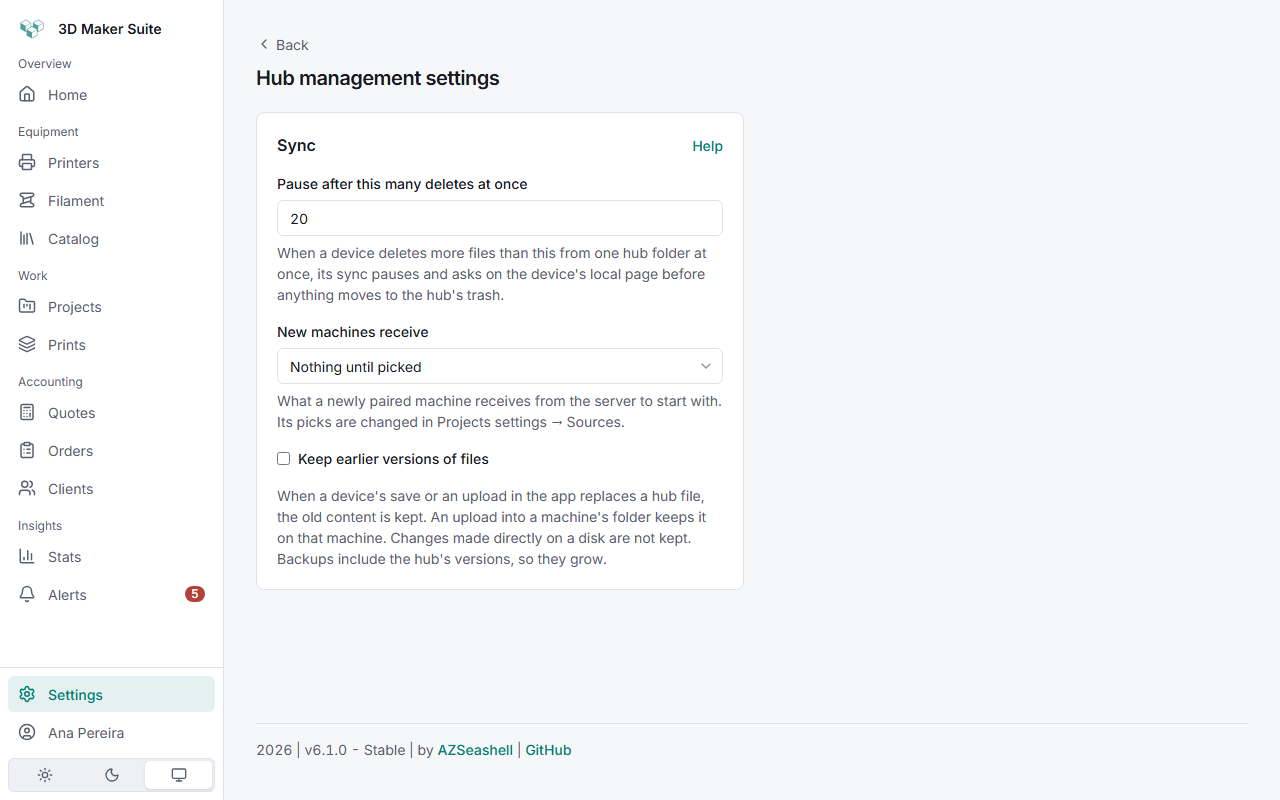 3D Maker Suite
Overview
Home
Equipment
Printers
Filament
Catalog
Work
Projects
Prints
Accounting
Quotes
Orders
Clients
Insights
Stats
Alerts 5
Settings
Ana Pereira
Back
Hub management settings
Sync
Help
Pause after this many deletes at once
20
When a device deletes more files than this from one hub folder at
once, its sync pauses and asks on the device's local page before
anything moves to the hub's trash.
New machines receive
Nothing until picked
What a newly paired machine receives from the server to start with.
Its picks are changed in Projects settings → Sources.
Keep earlier versions of files
When a device's save or an upload in the app replaces a hub file,
the old content is kept. An upload into a machine's folder keeps it
on that machine. Changes made directly on a disk are not kept.
Backups include the hub's versions, so they grow.
2026 | v6.1.0 - Stable | by AZSeashell | GitHub